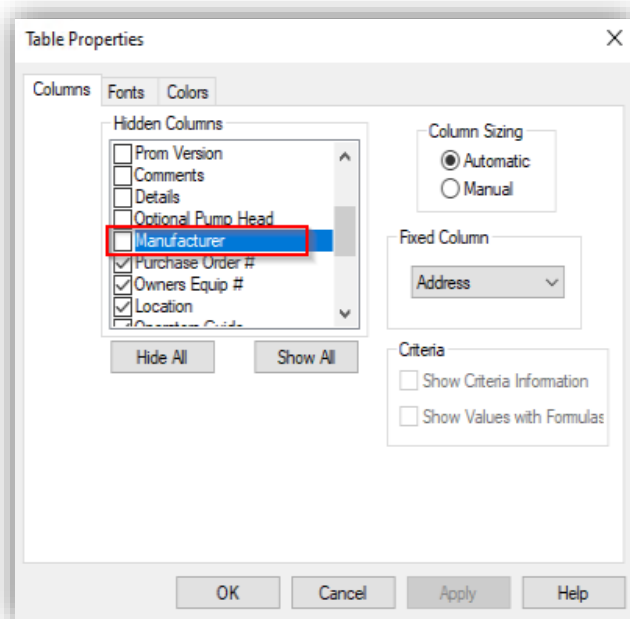 Table Properties
Columns
Fonts
Colors
Hidden Columns
Prom Version
Comments
Details
Optional Pump Head
Manufacturer
Purchase Order #
Owners Equip #
Location
Operators Guide
Hide All
Show All
Column Sizing
Automatic
Manual
Fixed Column
Address
Criteria
Show Criteria Information
Show Values with Formulas
OK
Cancel
Apply
Help